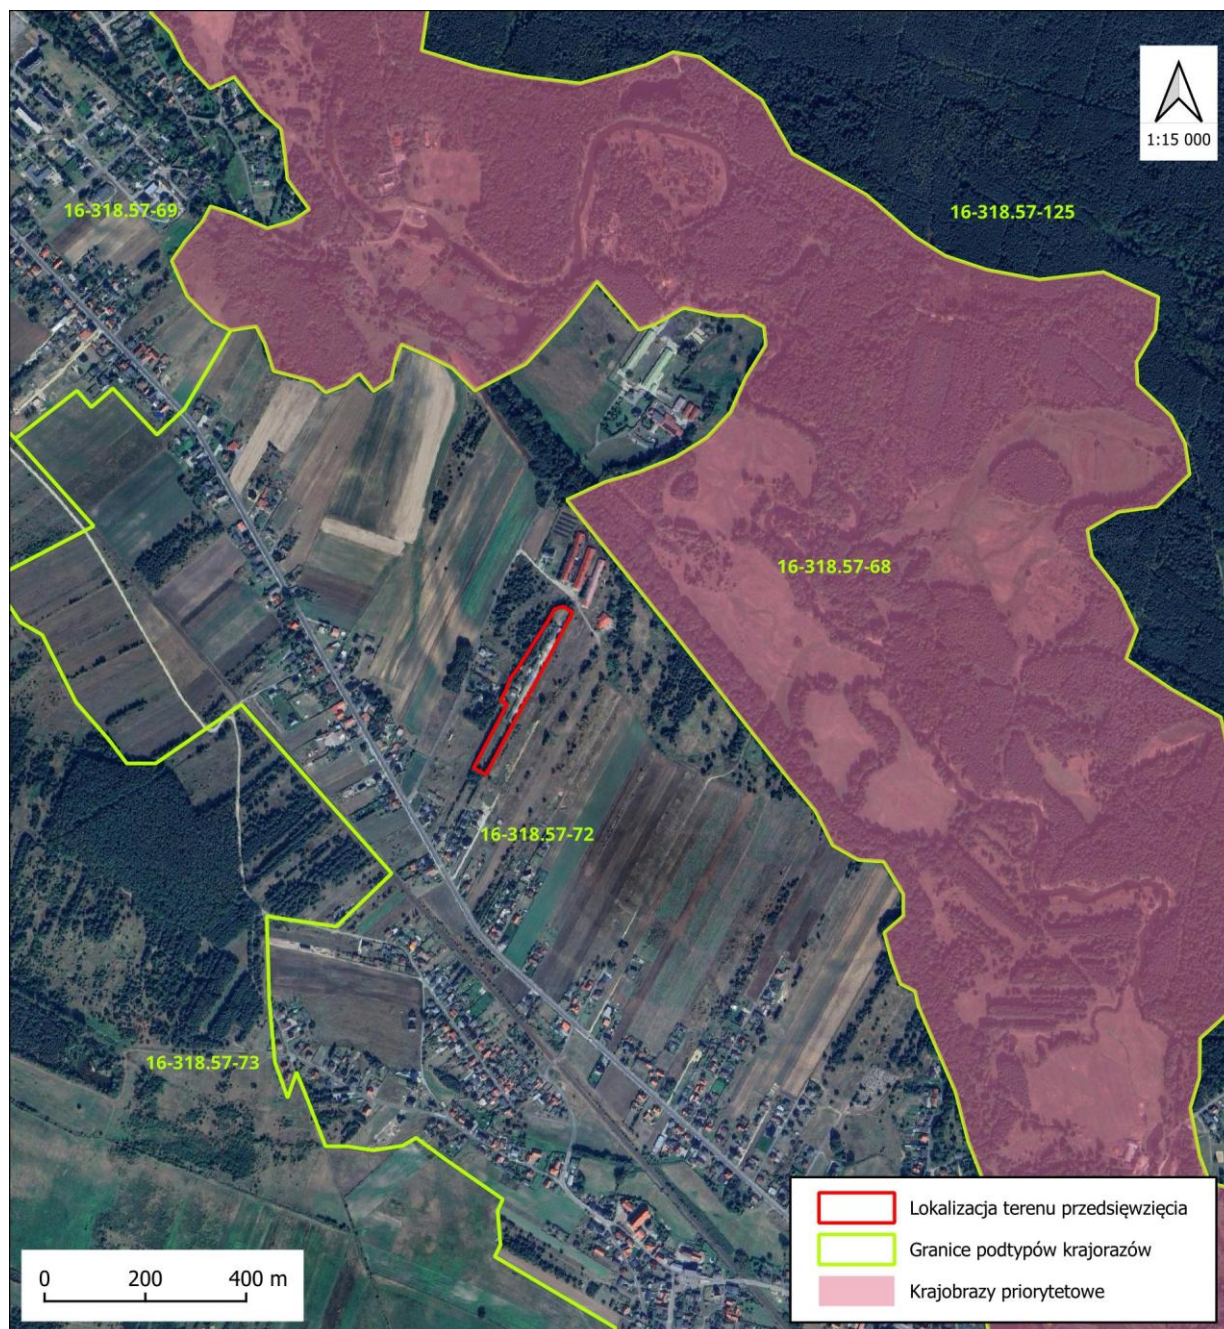 1:15 000
16-318.57-69
16-318.57-125
16-318.57-68
16-318.57-72
16-318.57-73
Lokalizacja terenu przedsięwzięcia
Granice podtypów krajorazów
Krajobrazy priorytetowe
0 200 400 m